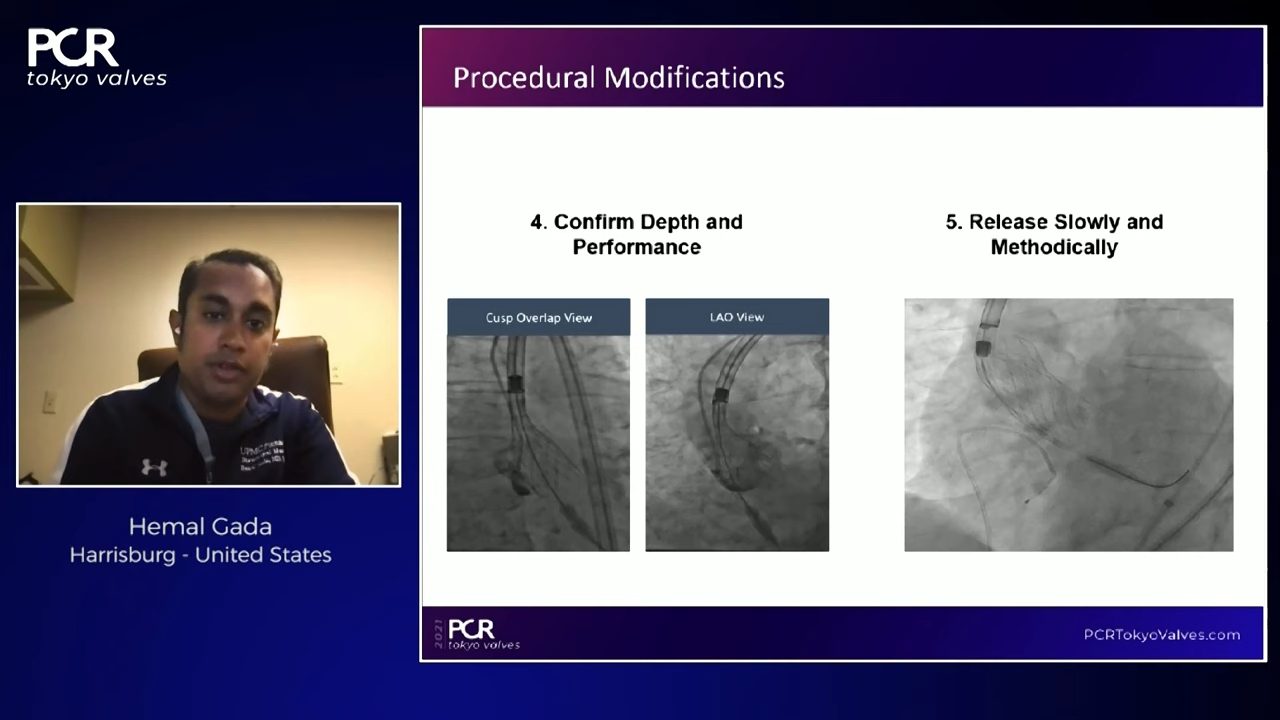 PCR
tokyo valves
Procedural Modifications
4. Confirm Depth and
Performance
5. Release Slowly and
Methodically
Cusp Overlap View
LAO View
Hemal Gada
Harrisburg - United States
2021
PCR
tokyo valves
PCRTokyoValves.com